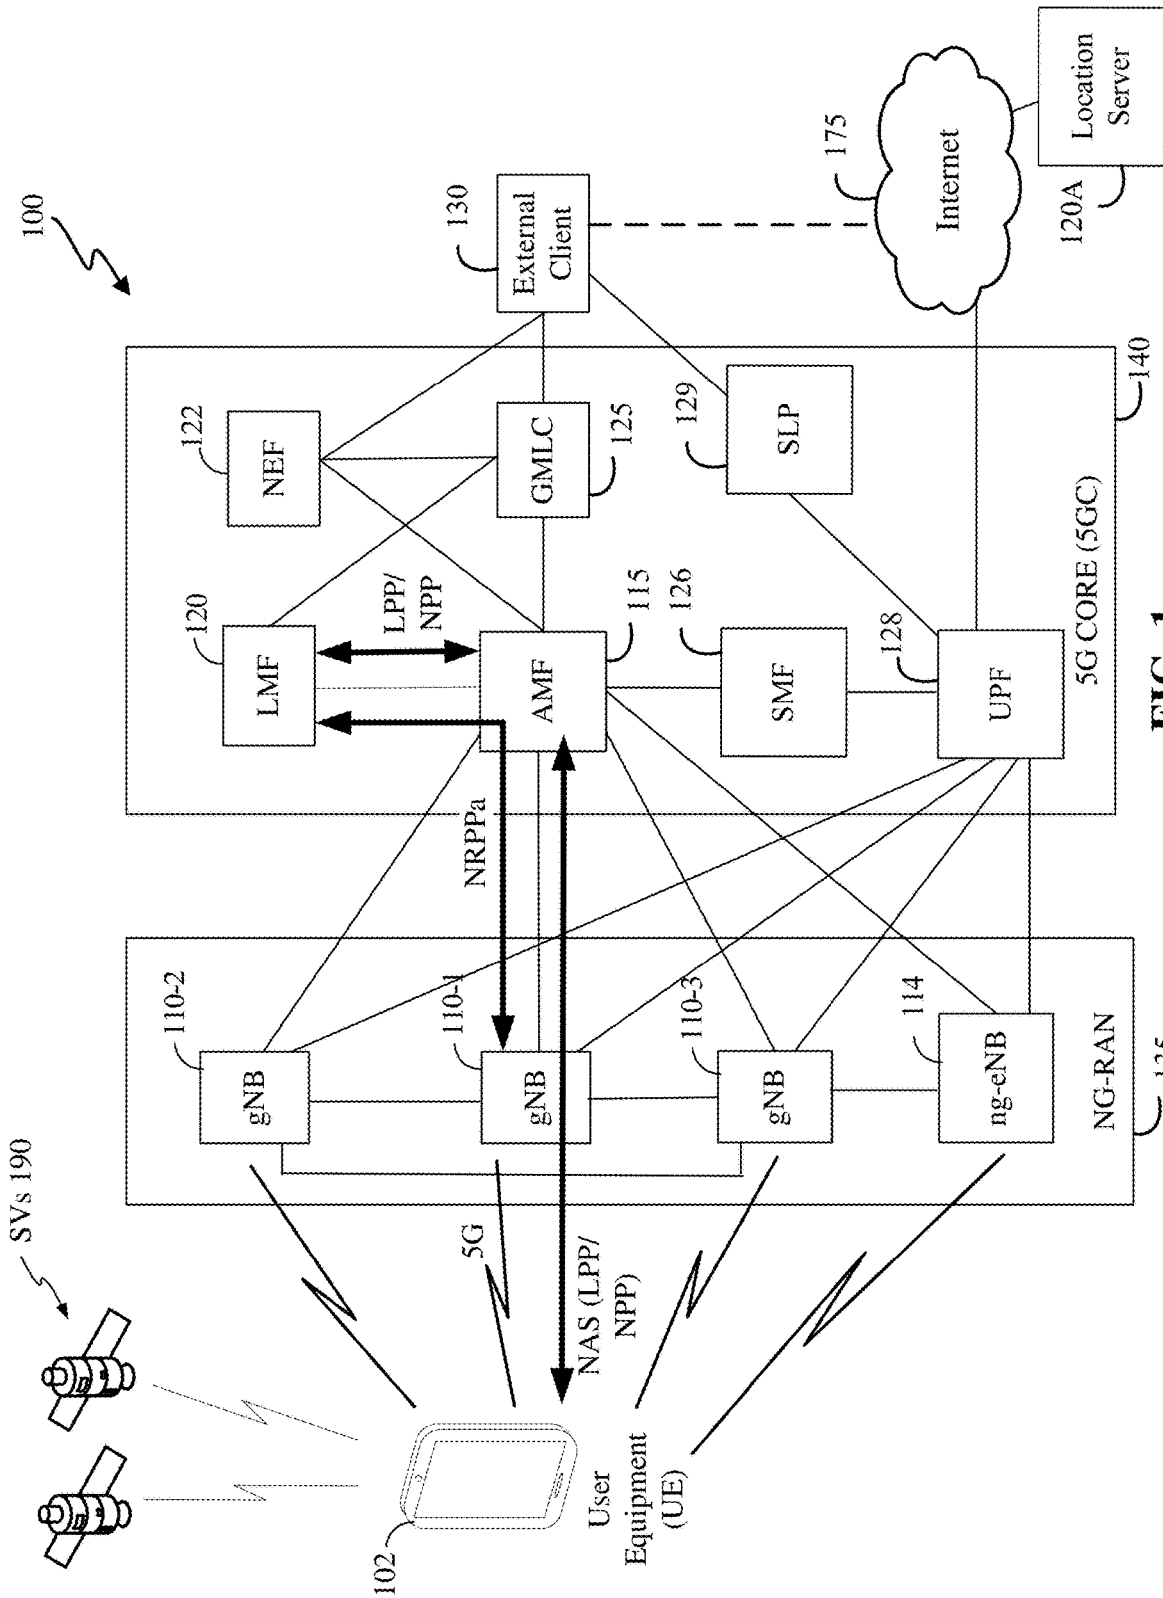 100
SVs 190
102
User
Equipment
(UE)
5G
NAS (LPP/
NPP)
110-2
gNB
110-1
gNB
110-3
gNB
114
ng-eNB
NG-RAN
NRPPa
120
LMF
LPP/
NPP
122
NEF
AMF
115
GMLC
125
126
SMF
129
SLP
128
UPF
5G CORE (5GC)
140
130
External
Client
175
Internet
Location
Server
120A